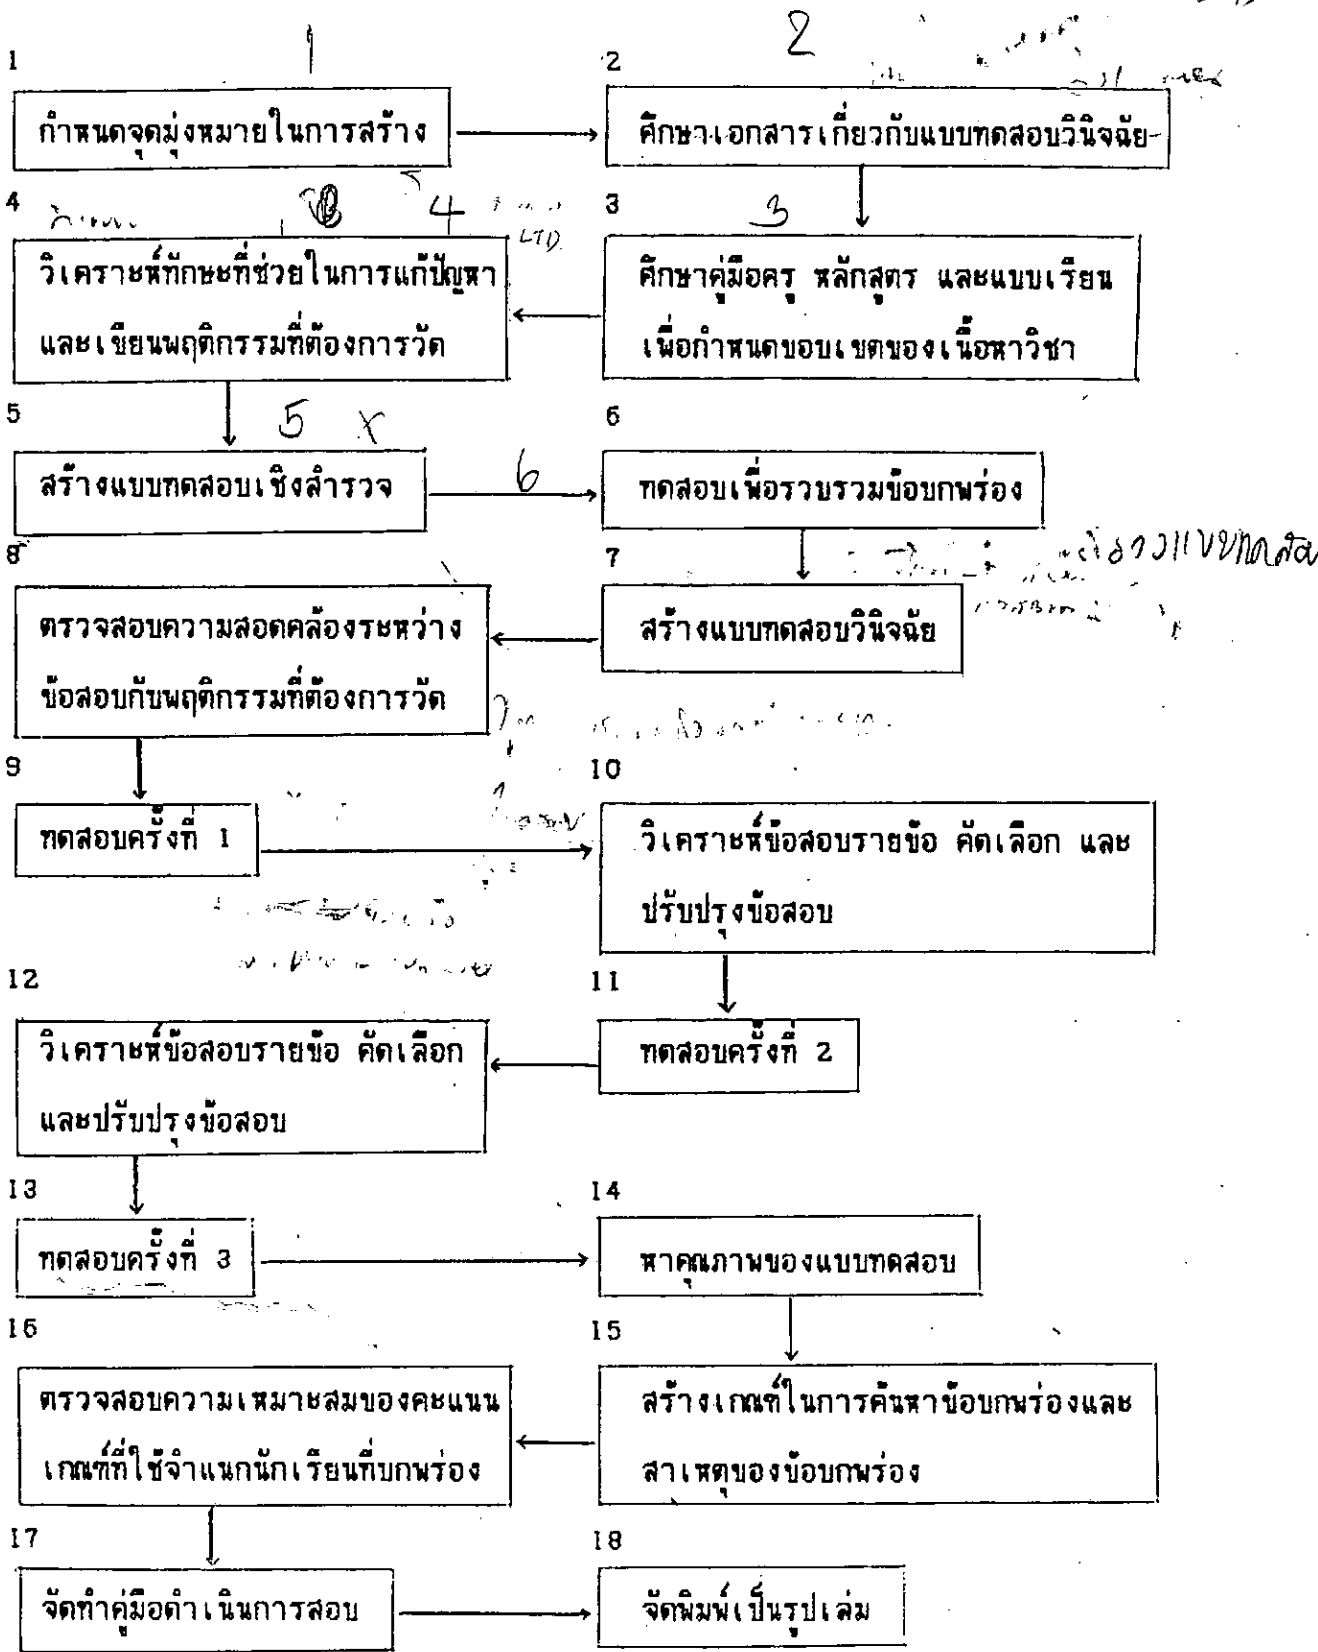 1
1
กำหนดจุดมุ่งหมายในการสร้าง
2
2
ศึกษาเอกสารเกี่ยวกับแบบทดสอบวินิจฉัย
3
3
ศึกษาคู่มือครู หลักสูตร และแบบเรียน
เพื่อกำหนดขอบเขตของเนื้อหาวิชา
4
4
LTD.
วิเคราะห์ทักษะที่ช่วยในการแก้ปัญหา
และเขียนพฤติกรรมที่ต้องการวัด
5
5 X
สร้างแบบทดสอบเชิงสำรวจ
6
6
ทดสอบเพื่อรวบรวมข้อบกพร่อง
7
สร้างแบบทดสอบวินิจฉัย
8
ตรวจสอบความสอดคล้องระหว่าง
ข้อสอบกับพฤติกรรมที่ต้องการวัด
9
ทดสอบครั้งที่ 1
10
วิเคราะห์ข้อสอบรายข้อ คัดเลือก และ
ปรับปรุงข้อสอบ
11
ทดสอบครั้งที่ 2
12
วิเคราะห์ข้อสอบรายข้อ คัดเลือก
และปรับปรุงข้อสอบ
13
ทดสอบครั้งที่ 3
14
หาคุณภาพของแบบทดสอบ
15
สร้างเกณฑ์ในการค้นหาข้อบกพร่องและ
สาเหตุของข้อบกพร่อง
16
ตรวจสอบความเหมาะสมของคะแนน
เกณฑ์ที่ใช้จำแนกนักเรียนที่บกพร่อง
17
จัดทำคู่มือดำเนินการสอบ
18
จัดพิมพ์เป็นรูปเล่ม